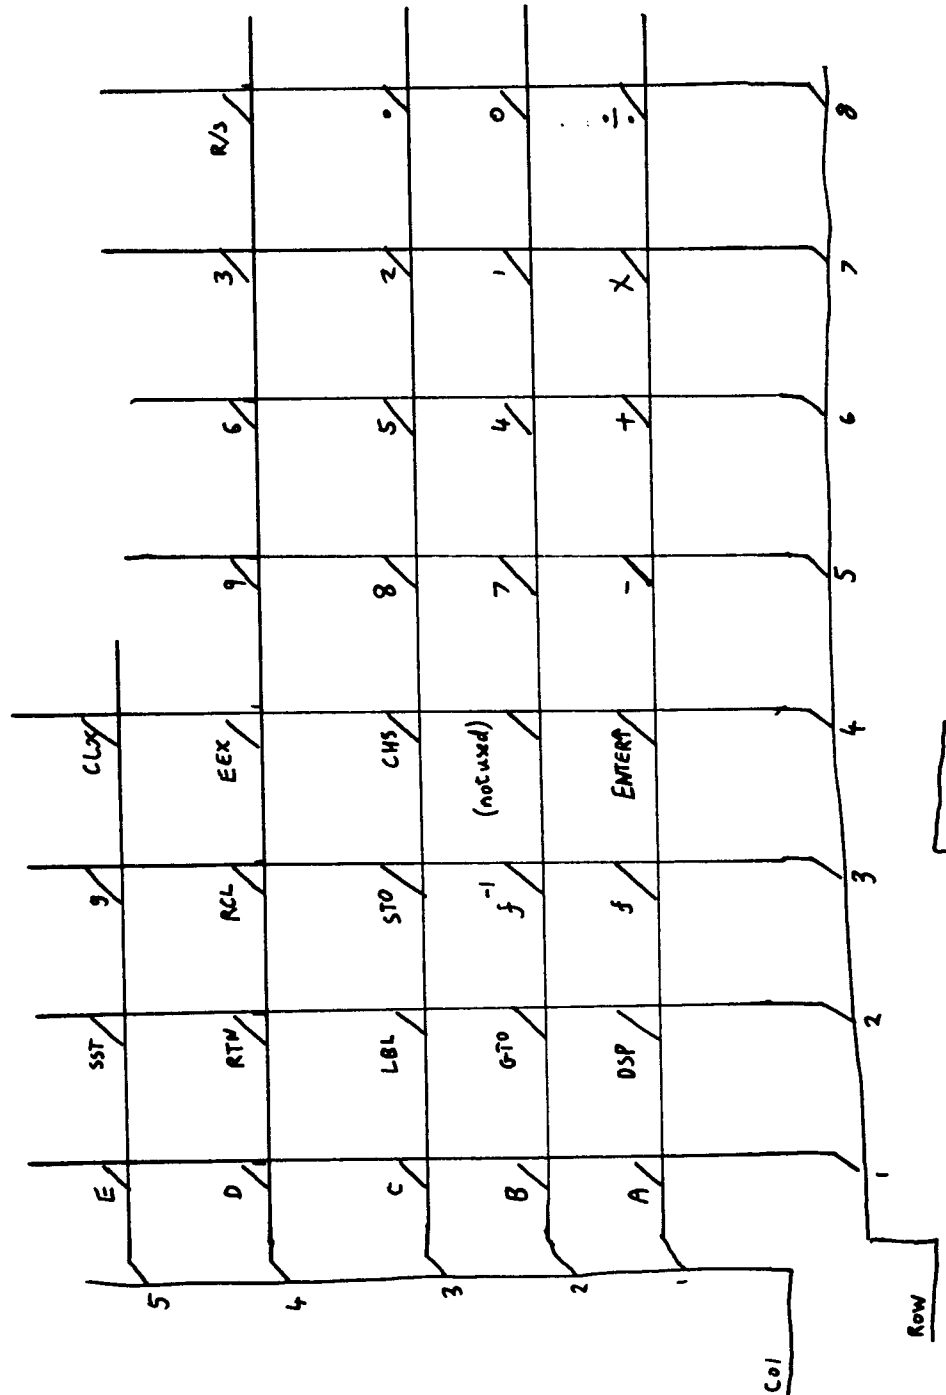 5 E SST g CLx
4 D RTN RCL EEX 9 6 3 R/S
3 C LBL STO CHS 8 5 2 .
2 B GTO f⁻¹ (not used) 7 4 1 0
1 A DSP f ENTER↑ - + × ÷
Col
1 2 3 4 5 6 7 8
Row